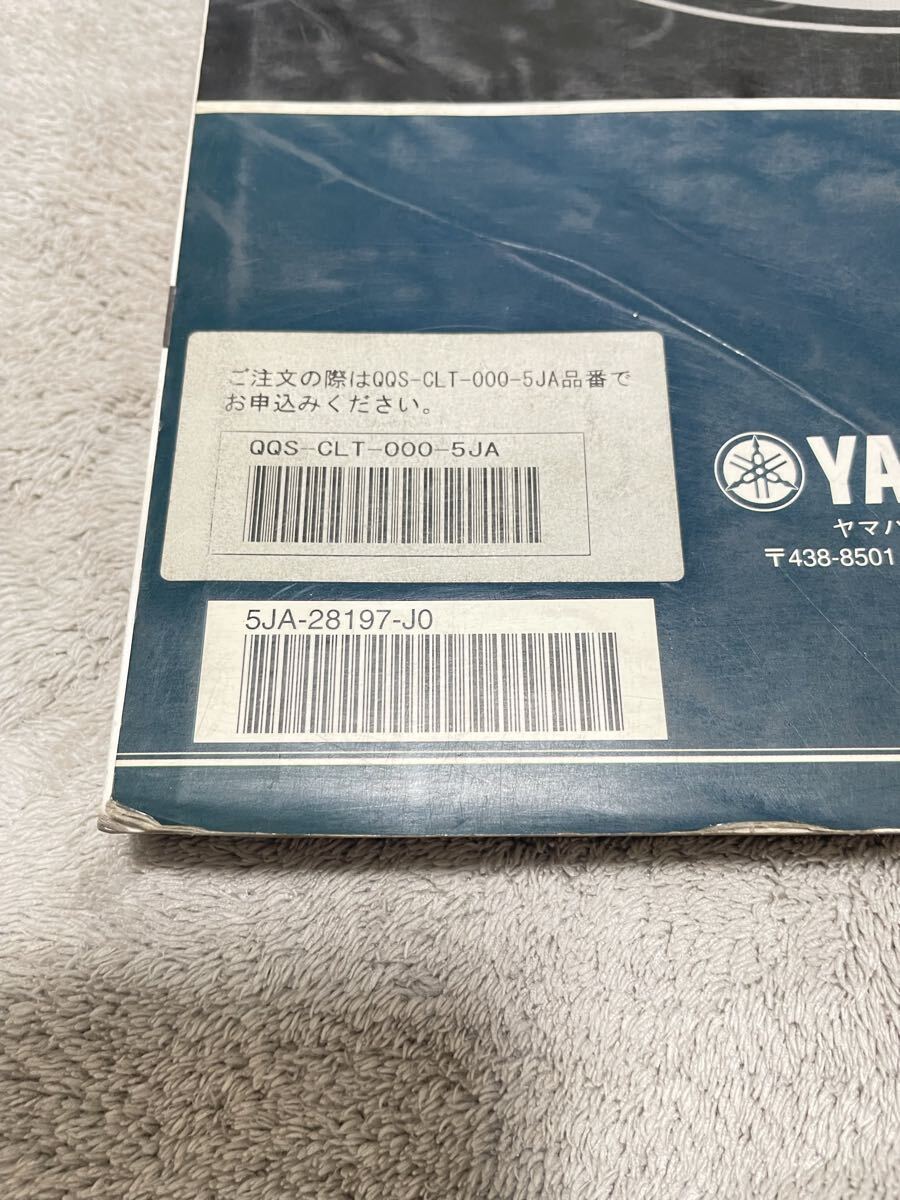 ご注文の際はQQS-CLT-000-5JA品番で
お申込みください。
QQS-CLT-000-5JA
YA
ヤマハ
〒438-8501
5JA-28197-J0